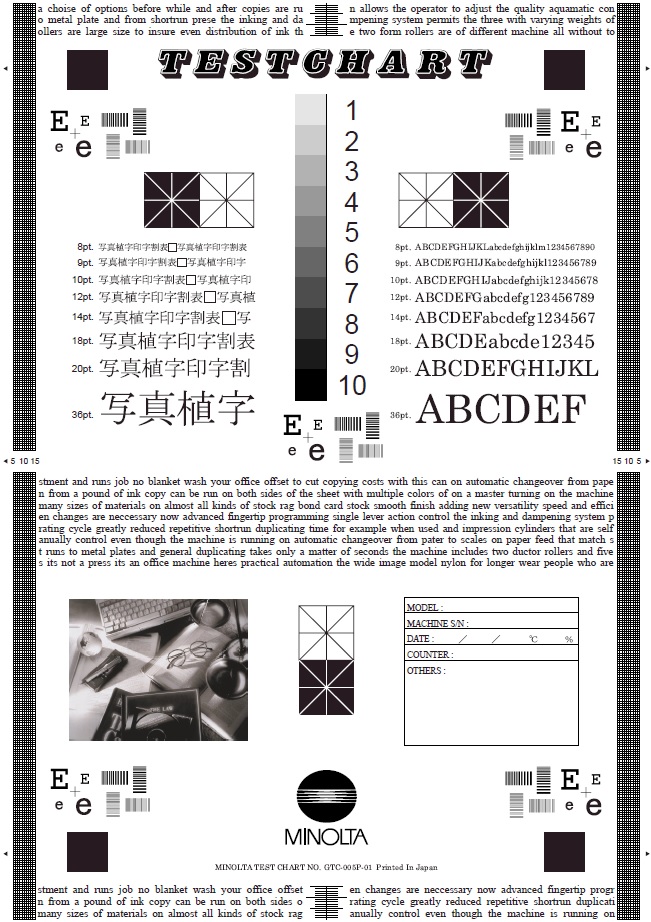 a choise of options before while and after copies are ru
o metal plate and from shortrun prese the inking and da
ollers are large size to insure even distribution of ink th
n allows the operator to adjust the quality aquamatic con
mpening system permits the three with varying weights of
e two form rollers are of different machine all without to
TESTCHART
E E
e e
E E
e e
1
2
3
4
5
6
7
8
9
10
8pt. 写真植字印字割表□写真植字印字割表
9pt. 写真植字印字割表□写真植字印字
10pt. 写真植字印字割表□写真植字印
12pt. 写真植字印字割表□写真植
14pt. 写真植字印字割表□写
18pt. 写真植字印字割表
20pt. 写真植字印字割
36pt. 写真植字
8pt. ABCDEFGHIJKLabcdefghijklm1234567890
9pt. ABCDEFGHIJKabcdefghijkl123456789
10pt. ABCDEFGHIJabcdefghijk12345678
12pt. ABCDEFGabcdefg123456789
14pt. ABCDEFabcdefg1234567
18pt. ABCDEabcde12345
20pt. ABCDEFGHIJKL
36pt. ABCDEF
E E
e e
5 10 15
15 10 5
stment and runs job no blanket wash your office offset to cut copying costs with this can on automatic changeover from pape
n from a pound of ink copy can be run on both sides of the sheet with multiple colors of on a master turning on the machine
many sizes of materials on almost all kinds of stock rag bond card stock smooth finish adding new versatility speed and effici
en changes are neccessary now advanced fingertip programming single lever action control the inking and dampening system p
rating cycle greatly reduced repetitive shortrun duplicating time for example when used and impression cylinders that are self
anually control even though the machine is running on automatic changeover from pater to scales on paper feed that match s
t runs to metal plates and general duplicating takes only a matter of seconds the machine includes two ductor rollers and five
s its not a press its an office machine heres practical automation the wide image model nylon for longer wear people who are
THE LAW
MODEL :
MACHINE S/N :
DATE : / / ℃ %
COUNTER :
OTHERS :
E E
e e
E E
e e
MINOLTA
MINOLTA TEST CHART NO. GTC-005P-01 Printed In Japan
stment and runs job no blanket wash your office offset
n from a pound of ink copy can be run on both sides o
many sizes of materials on almost all kinds of stock rag
en changes are neccessary now advanced fingertip progr
rating cycle greatly reduced repetitive shortrun duplicati
anually control even though the machine is running on